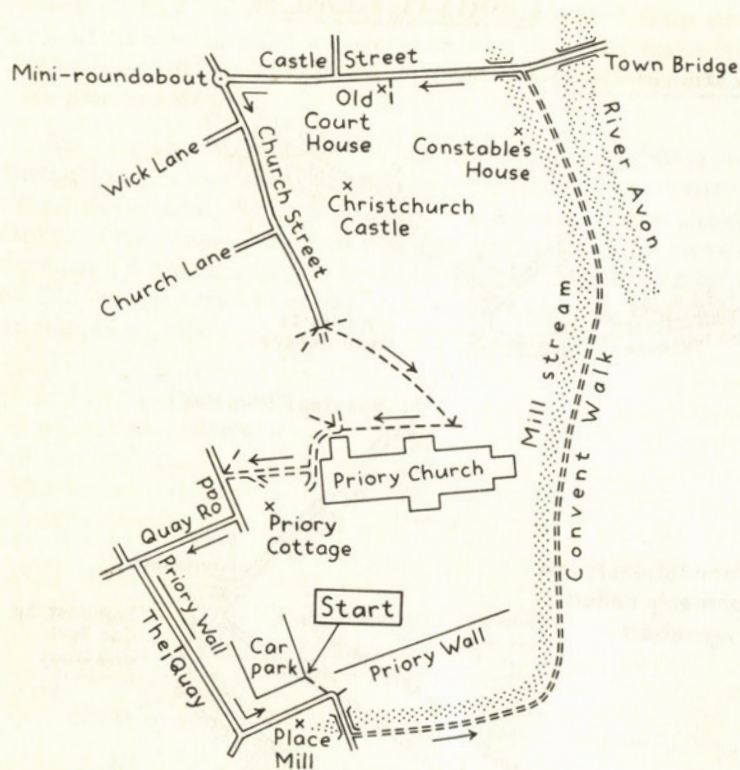 Castle Street
Mini-roundabout
Town Bridge
Old
Court
House
Constable's
House
River Avon
Wick Lane
Church Street
Christchurch
Castle
Church Lane
Mill stream
Convent Walk
Priory Church
Quay Road
Priory
Cottage
Priory Wall
Start
The Quay
Car
park
Priory Wall
Place
Mill